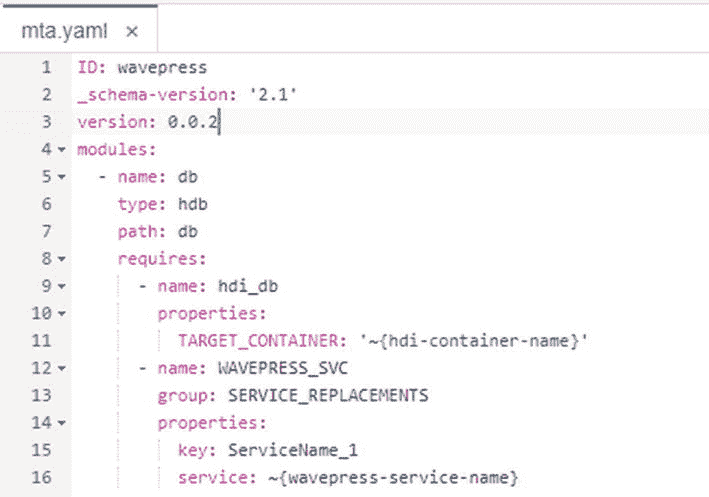 mta.yaml ×
1 ID: wavepress
2 _schema-version: '2.1'
3 version: 0.0.2
4 modules:
5 - name: db
6 type: hdb
7 path: db
8 requires:
9 - name: hdi_db
10 properties:
11 TARGET_CONTAINER: '~{hdi-container-name}'
12 - name: WAVEPRESS_SVC
13 group: SERVICE_REPLACEMENTS
14 properties:
15 key: ServiceName_1
16 service: ~{wavepress-service-name}